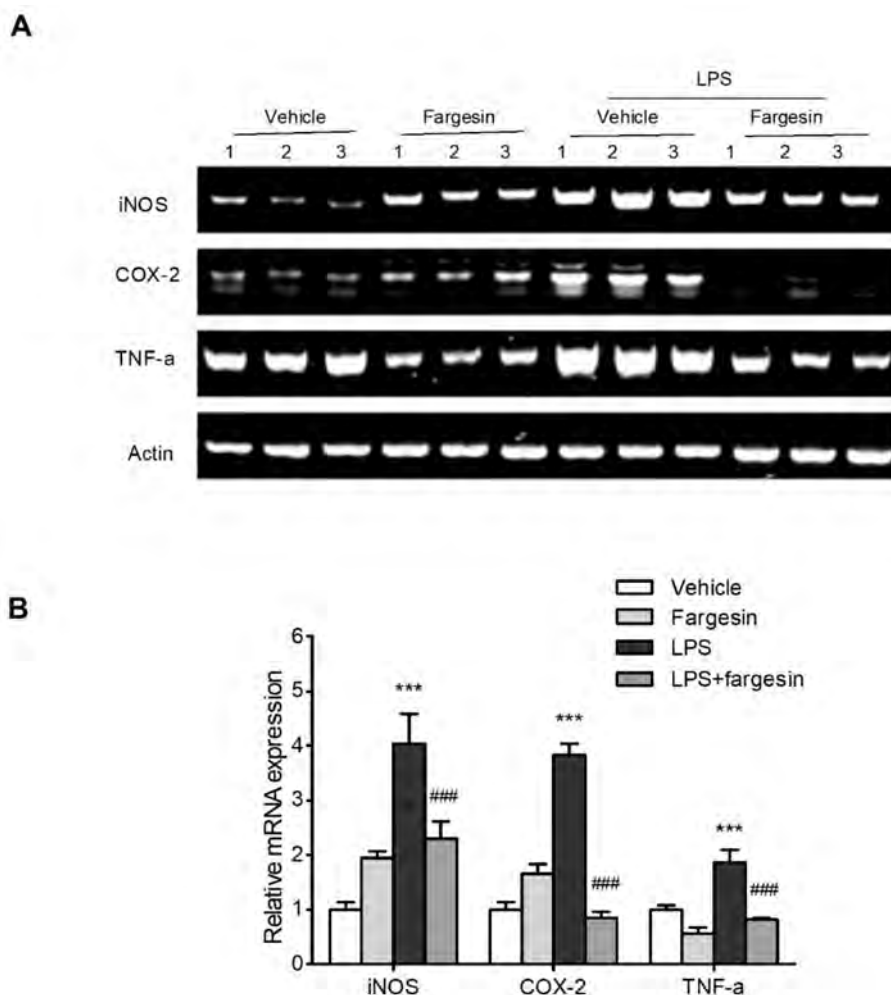 A
LPS
Vehicle Fargesin Vehicle Fargesin
1 2 3 1 2 3 1 2 3 1 2 3
iNOS
COX-2
TNF-a
Actin
B
Vehicle
Fargesin
LPS
LPS+fargesin
Relative mRNA expression
6
5
4
3
2
1
0
*** ### *** ### *** ###
iNOS COX-2 TNF-a